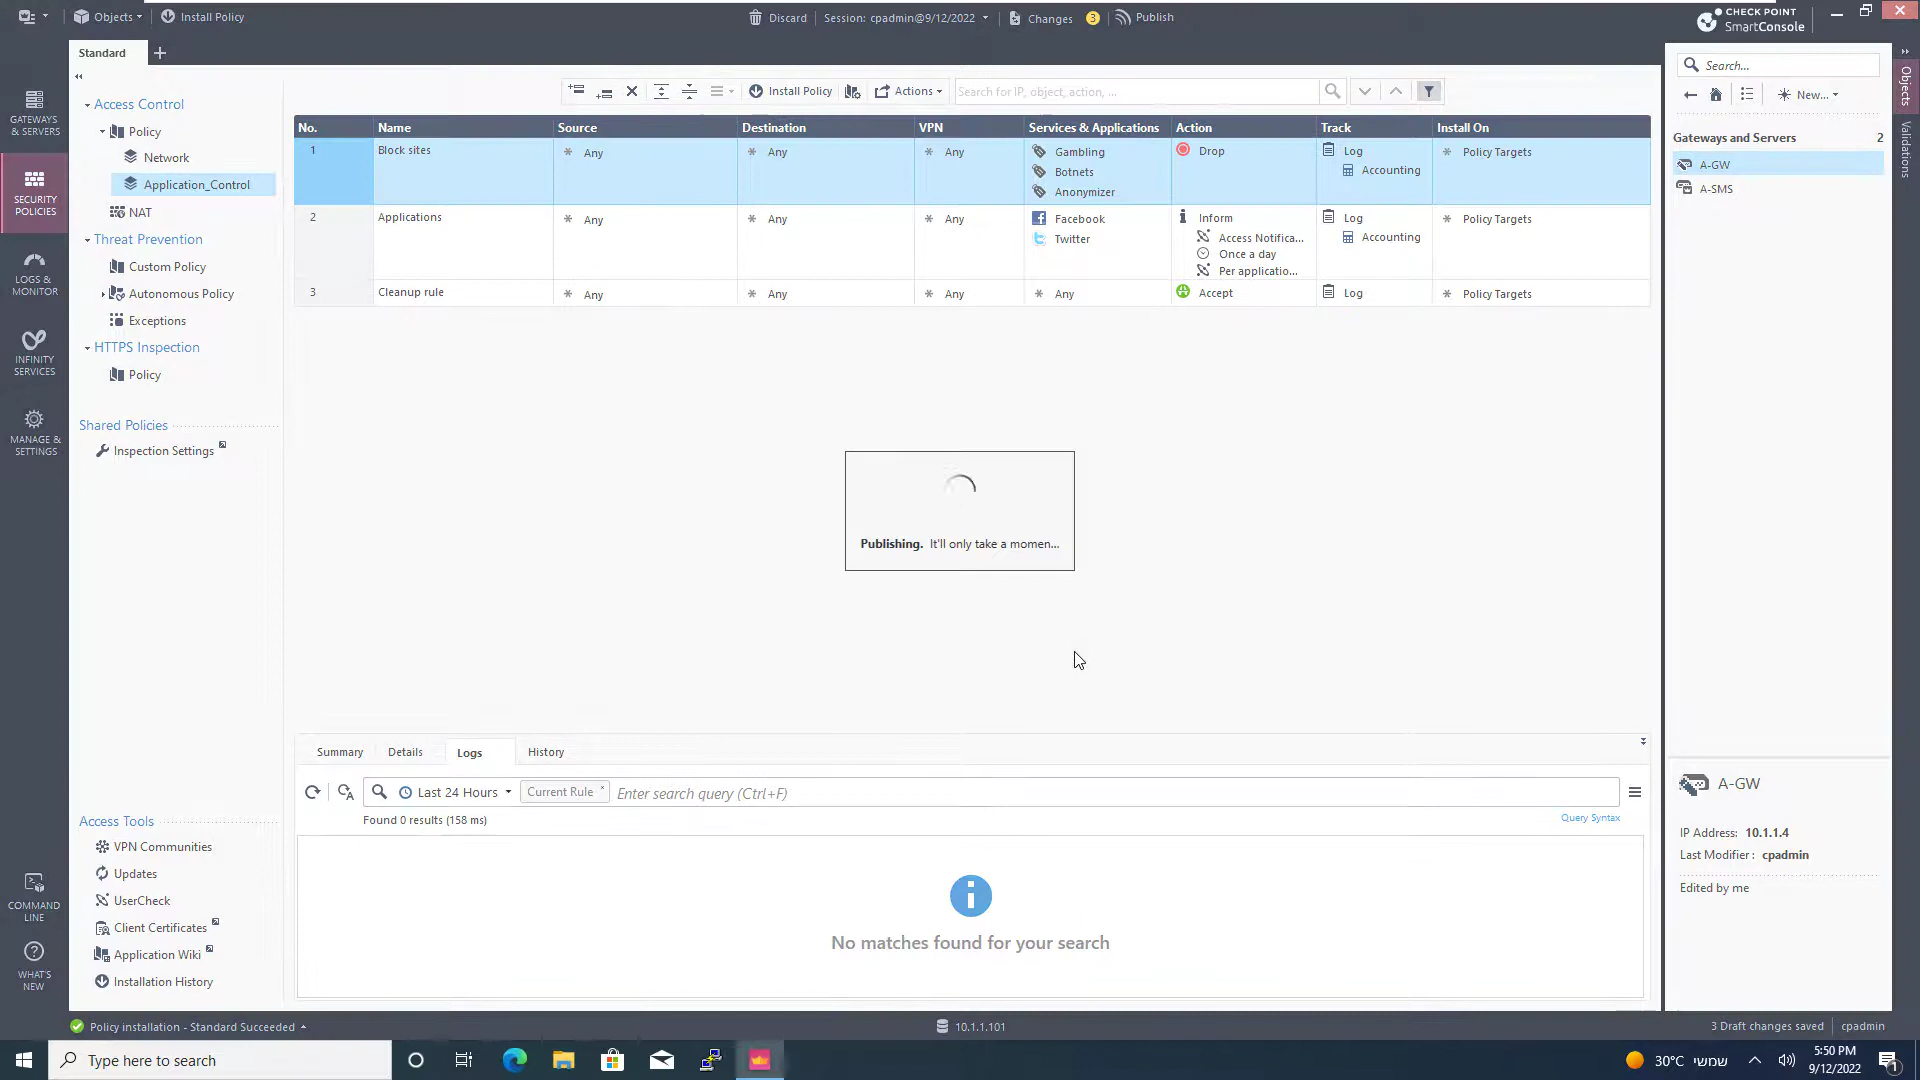 Objects
Install Policy
Discard
Session: cpadmin@9/12/2022
Changes
3
Publish
CHECK POINT
SmartConsole
Standard
GATEWAYS
& SERVERS
SECURITY
POLICIES
LOGS &
MONITOR
INFINITY
SERVICES
MANAGE &
SETTINGS
COMMAND
LINE
WHAT'S
NEW
Access Control
Policy
Network
Application_Control
NAT
Threat Prevention
Custom Policy
Autonomous Policy
Exceptions
HTTPS Inspection
Policy
Shared Policies
Inspection Settings
Access Tools
VPN Communities
Updates
UserCheck
Client Certificates
Application Wiki
Installation History
Install Policy
Actions
Search for IP, object, action, ...
No. Name Source Destination VPN Services & Applications Action Track Install On
1 Block sites * Any * Any * Any Gambling Drop Log * Policy Targets
Botnets Accounting
Anonymizer
2 Applications * Any * Any * Any Facebook Inform Log * Policy Targets
Twitter Access Notifica... Accounting
Once a day
Per applicatio...
3 Cleanup rule * Any * Any * Any * Any Accept Log * Policy Targets
Publishing. It'll only take a momen...
Summary Details Logs History
Last 24 Hours Current Rule Enter search query (Ctrl+F)
Found 0 results (158 ms)
Query Syntax
No matches found for your search
Search...
New...
Gateways and Servers 2
A-GW
A-SMS
Objects
Validations
A-GW
IP Address: 10.1.1.4
Last Modifier : cpadmin
Edited by me
Policy installation - Standard Succeeded
10.1.1.101
3 Draft changes saved
cpadmin
Type here to search
30°C שמשי
5:50 PM
9/12/2022
1